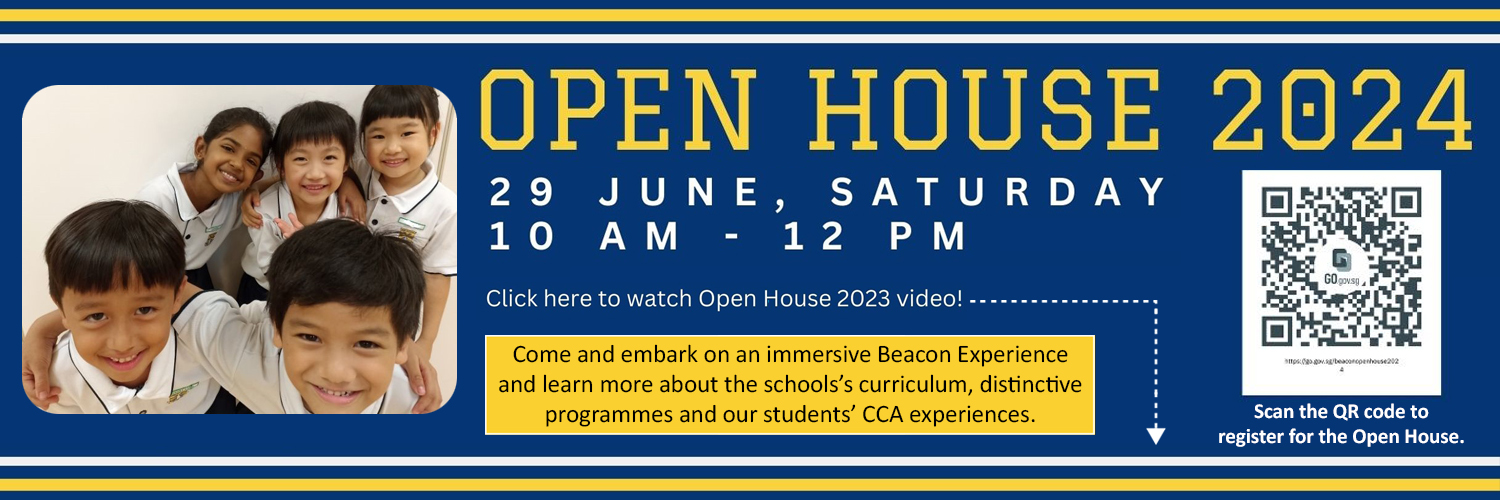 OPEN HOUSE 2024
29 JUNE, SATURDAY
10 AM - 12 PM
Click here to watch Open House 2023 video!
Come and embark on an immersive Beacon Experience
and learn more about the schools's curriculum, distinctive
programmes and our students' CCA experiences.
GO.gov.sg
https://go.gov.sg/beaconopenhouse202
4
Scan the QR code to
register for the Open House.